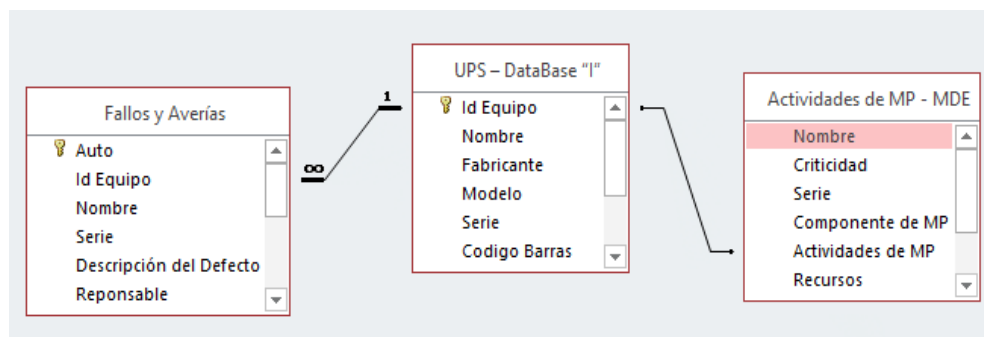 Fallos y Averías
Auto
Id Equipo
Nombre
Serie
Descripción del Defecto
Reponsable
∞
1
UPS – DataBase "I"
Id Equipo
Nombre
Fabricante
Modelo
Serie
Codigo Barras
Actividades de MP - MDE
Nombre
Criticidad
Serie
Componente de MP
Actividades de MP
Recursos